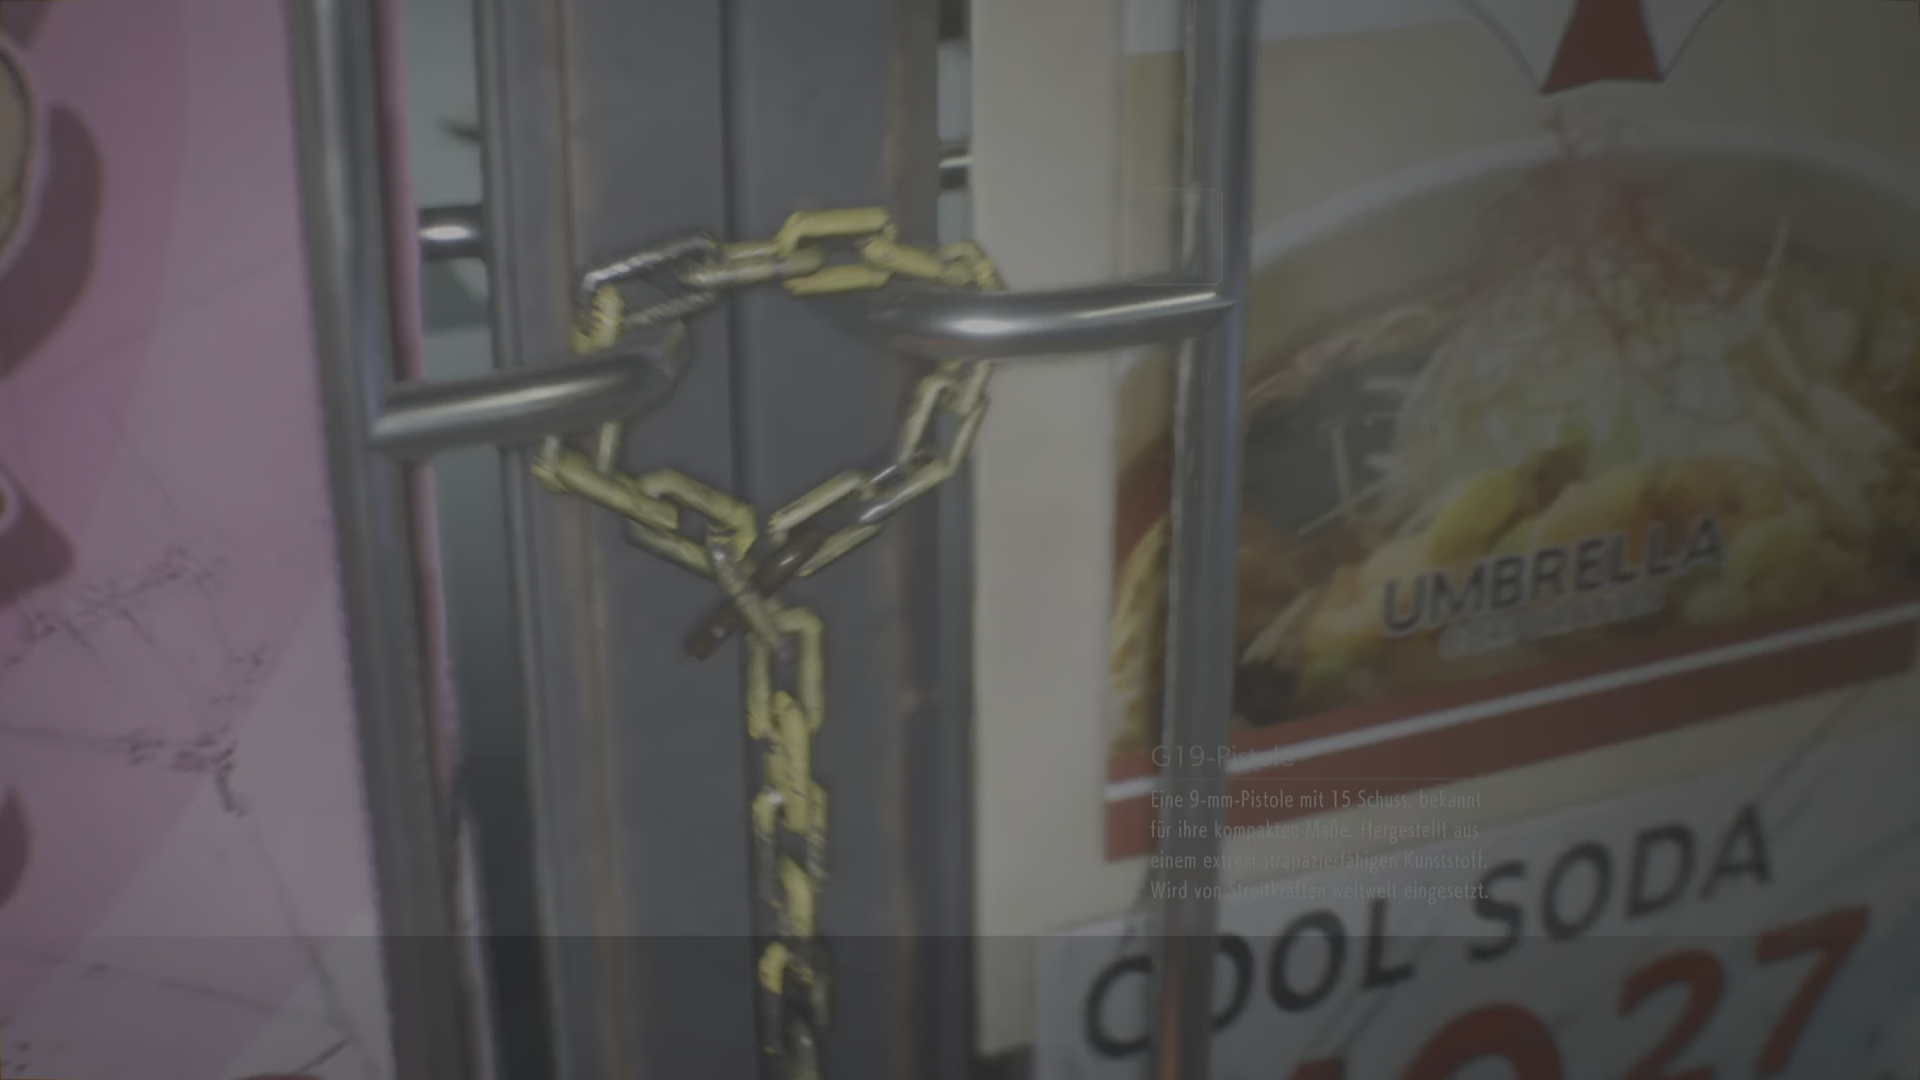 UMBRELLA
G19-Pistole
Eine 9-mm-Pistole mit 15 Schuss, bekannt
für ihre kompakten Maße. Hergestellt aus
einem extrem strapazierfähigen Kunststoff.
Wird von Streitkräften weltweit eingesetzt.
COOL SODA
27